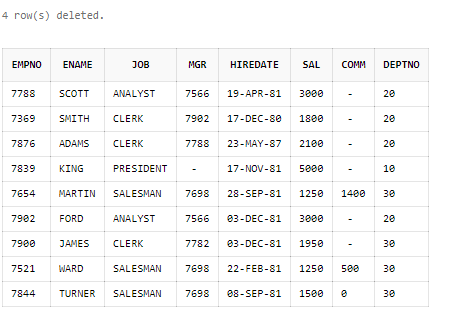 4 row(s) deleted.
EMPNO ENAME JOB MGR HIREDATE SAL COMM DEPTNO
7788 SCOTT ANALYST 7566 19-APR-81 3000 - 20
7369 SMITH CLERK 7902 17-DEC-80 1800 - 20
7876 ADAMS CLERK 7788 23-MAY-87 2100 - 20
7839 KING PRESIDENT - 17-NOV-81 5000 - 10
7654 MARTIN SALESMAN 7698 28-SEP-81 1250 1400 30
7902 FORD ANALYST 7566 03-DEC-81 3000 - 20
7900 JAMES CLERK 7782 03-DEC-81 1950 - 30
7521 WARD SALESMAN 7698 22-FEB-81 1250 500 30
7844 TURNER SALESMAN 7698 08-SEP-81 1500 0 30